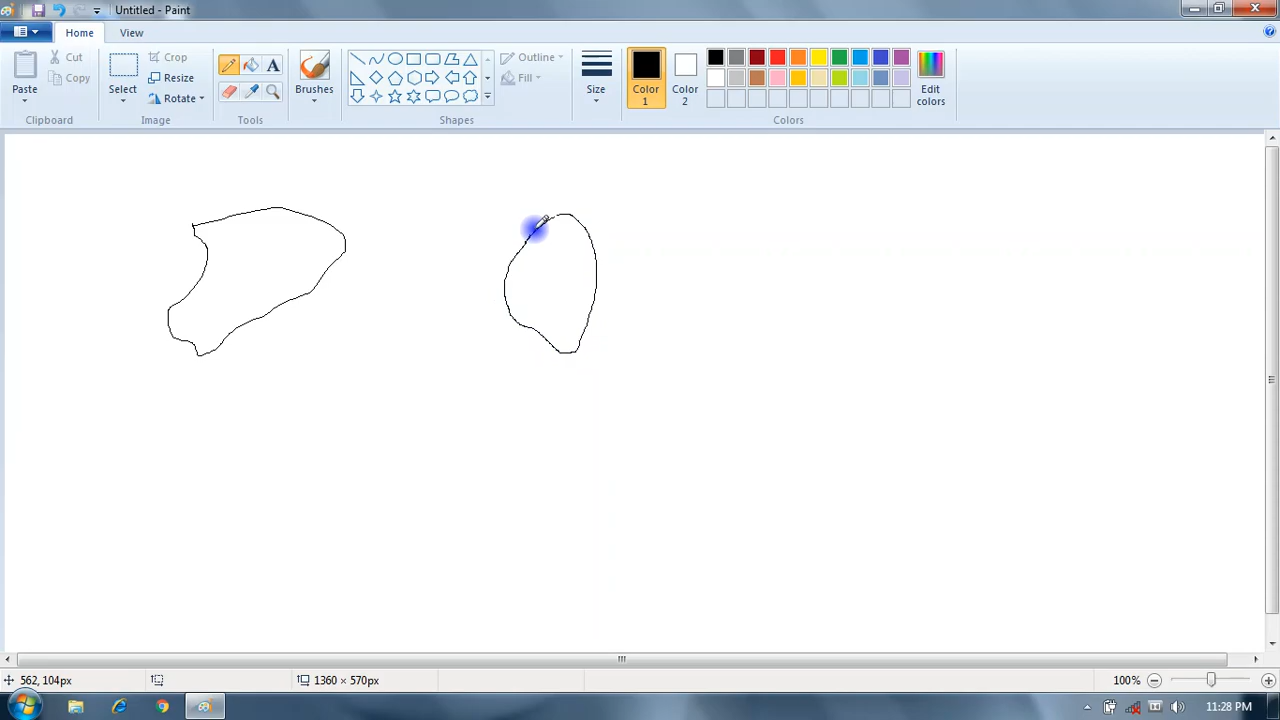 Untitled - Paint
Home
View
Paste
Cut
Copy
Clipboard
Select
Crop
Resize
Rotate
Image
A
Tools
Brushes
Shapes
Outline
Fill
Size
Color 1
Color 2
Edit colors
Colors
562, 104px
1360 × 570px
100%
11:28 PM